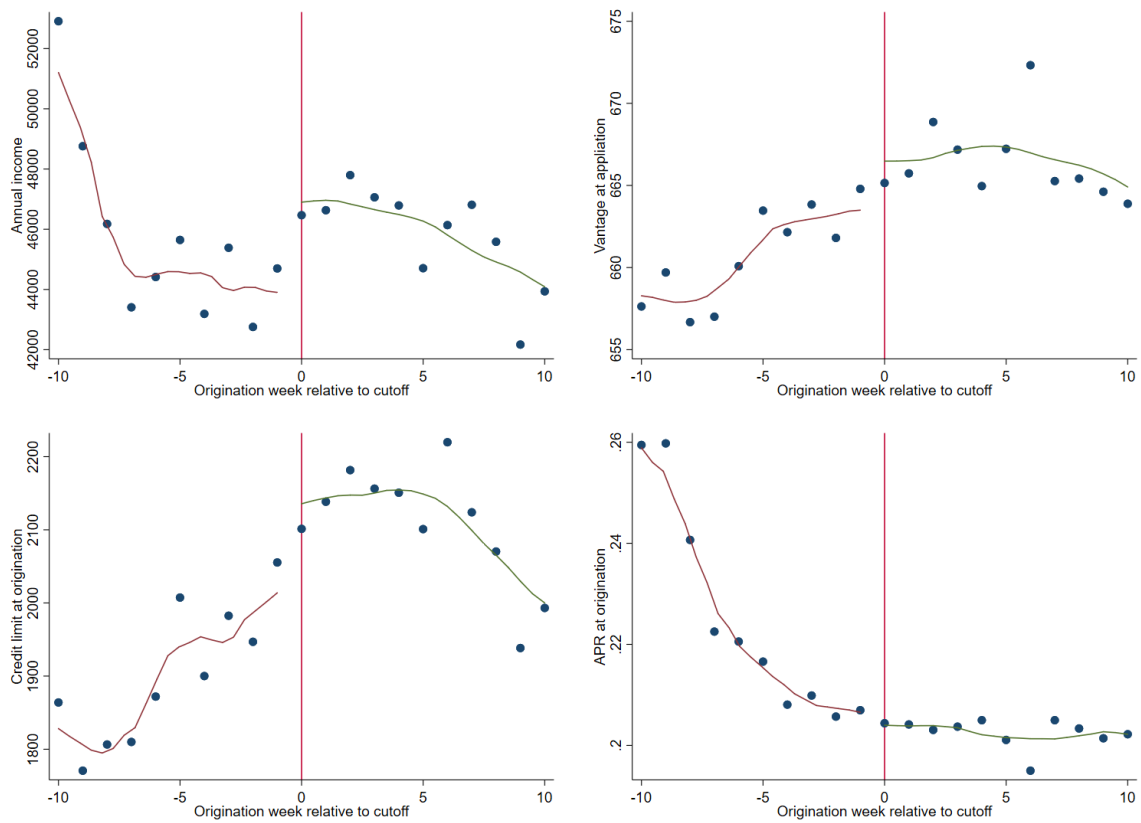 Annual income
52000
50000
48000
46000
44000
42000
-10 -5 0 5 10
Origination week relative to cutoff
Vantage at appliation
675
670
665
660
655
-10 -5 0 5 10
Origination week relative to cutoff
Credit limit at origination
2200
2100
2000
1900
1800
-10 -5 0 5 10
Origination week relative to cutoff
APR at origination
.26
.24
.22
.2
-10 -5 0 5 10
Origination week relative to cutoff